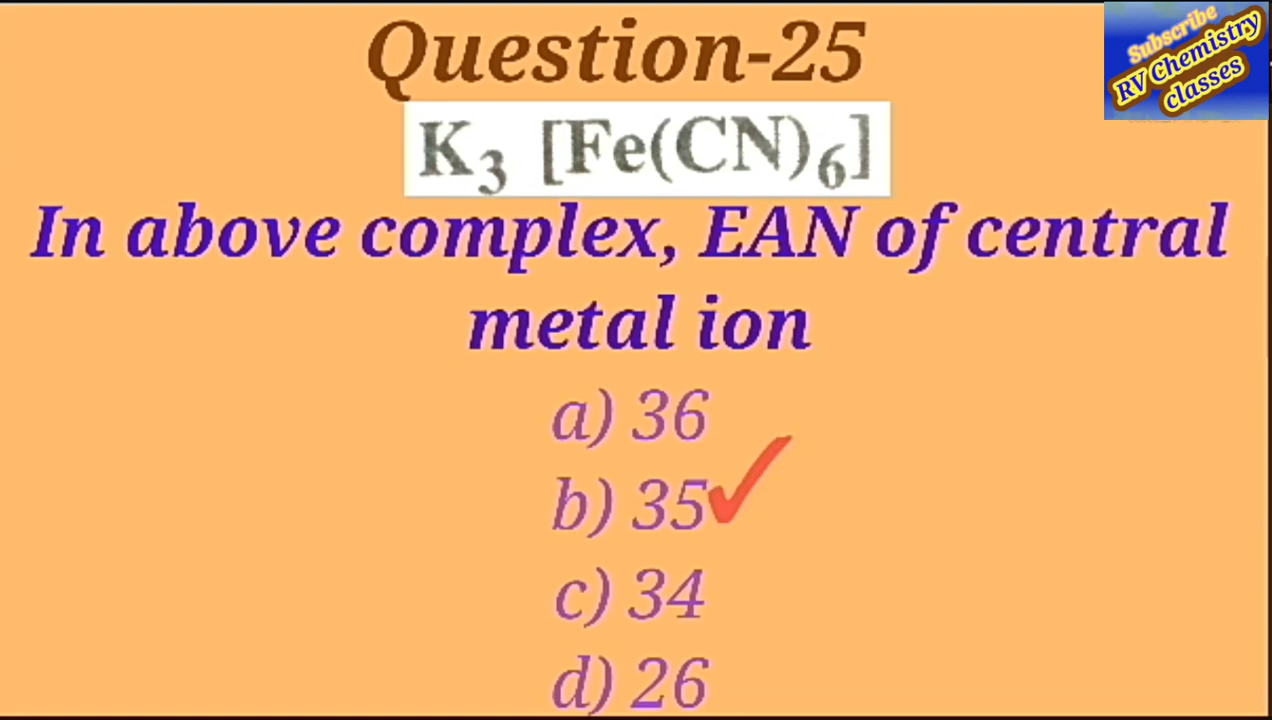 Question-25
Subscribe
RV Chemistry
classes
K₃ [Fe(CN)₆]
In above complex, EAN of central
metal ion
a) 36
b) 35✓
c) 34
d) 26